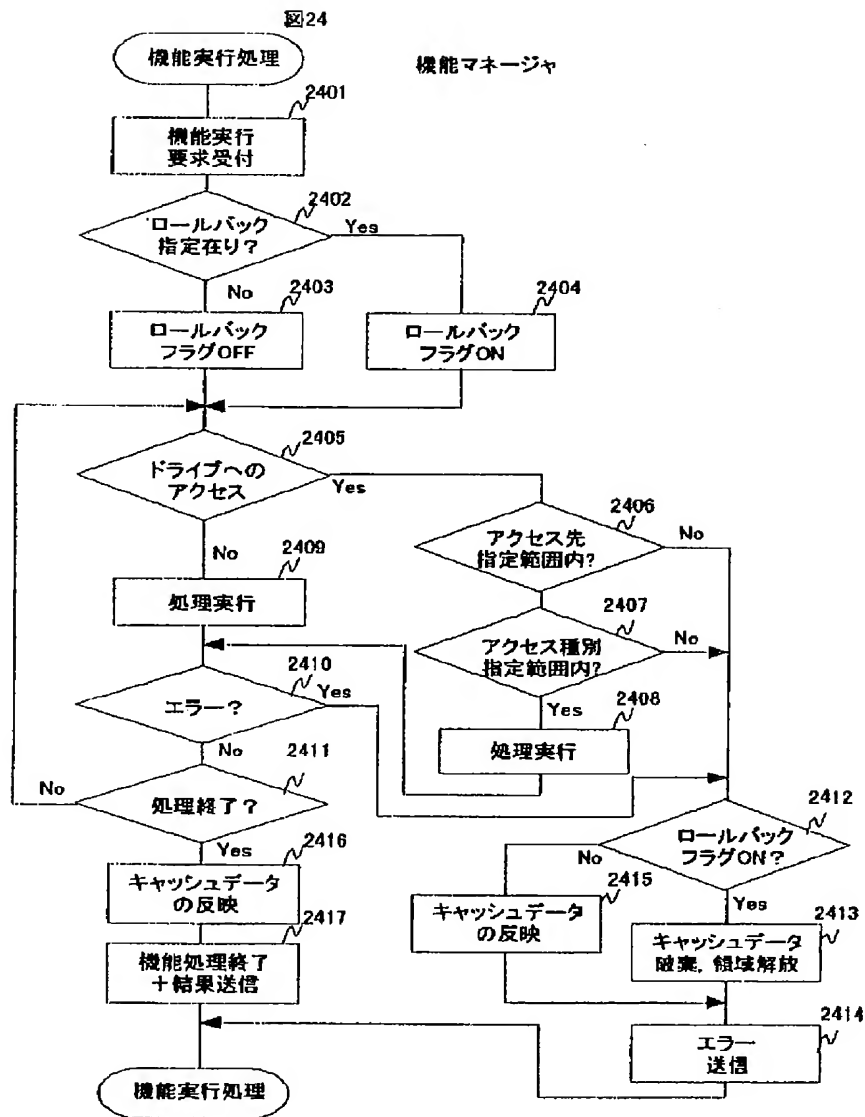 図24
機能実行処理
機能マネージャ
2401
機能実行
要求受付
2402
ロールバック
指定在り？
Yes
No
2403
2404
ロールバック
フラグOFF
ロールバック
フラグON
2405
ドライブへの
アクセス
Yes
No
2406
アクセス先
指定範囲内？
No
2409
処理実行
2407
アクセス種別
指定範囲内？
No
2410
エラー？
Yes
Yes
2408
処理実行
No
2411
No
処理終了？
2412
ロールバック
フラグON？
No
Yes
2416
キャッシュデータ
の反映
2415
キャッシュデータ
の反映
Yes
2413
キャッシュデータ
破棄，領域解放
2417
機能処理終了
＋結果送信
2414
エラー
送信
機能実行処理